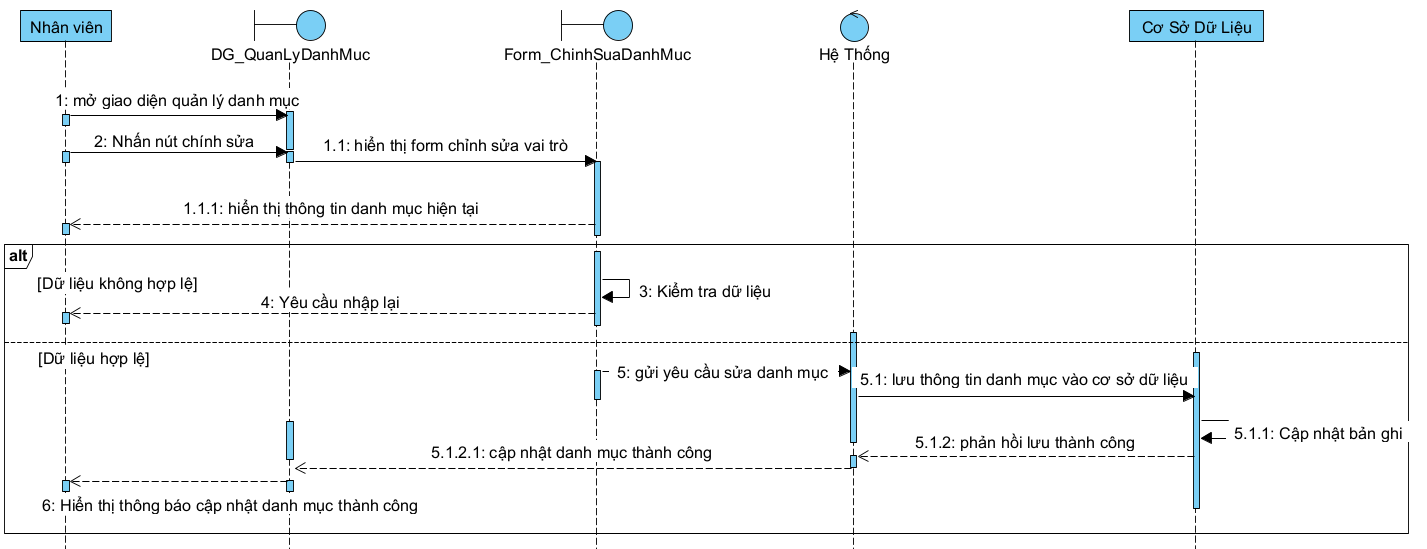 Nhân viên
DG_QuanLyDanhMuc
Form_ChinhSuaDanhMuc
Hệ Thống
Cơ Sở Dữ Liệu
1: mở giao diện quản lý danh mục
2: Nhấn nút chính sửa
1.1: hiển thị form chỉnh sửa vai trò
1.1.1: hiển thị thông tin danh mục hiện tại
alt
[Dữ liệu không hợp lệ]
3: Kiểm tra dữ liệu
4: Yêu cầu nhập lại
[Dữ liệu hợp lệ]
5: gửi yêu cầu sửa danh mục
5.1: lưu thông tin danh mục vào cơ sở dữ liệu
5.1.1: Cập nhật bản ghi
5.1.2: phản hồi lưu thành công
5.1.2.1: cập nhật danh mục thành công
6: Hiển thị thông báo cập nhật danh mục thành công